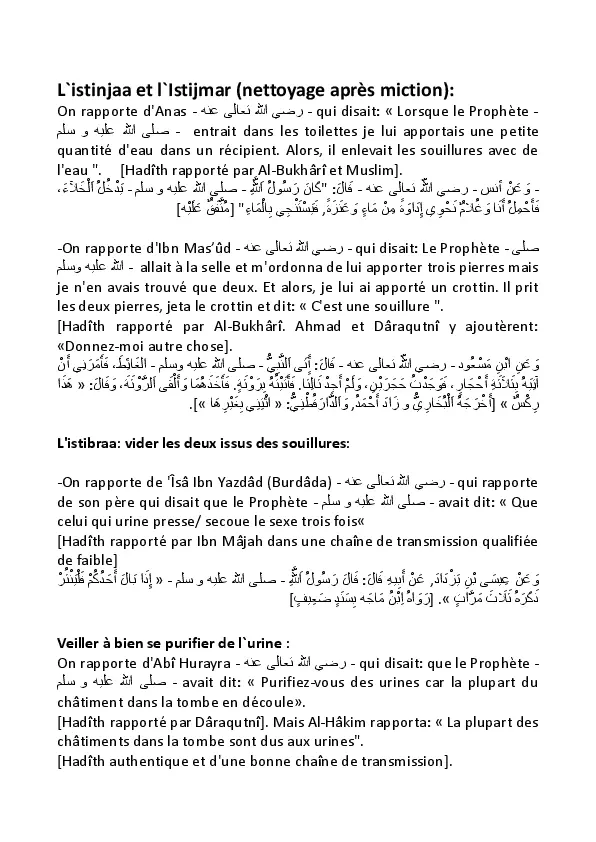 L`istinjaa et l`Istijmar (nettoyage après miction):
On rapporte d'Anas - رضي الله تعالى عنه - qui disait: « Lorsque le Prophète -
صلى الله عليه و سلم - entrait dans les toilettes je lui apportais une petite
quantité d'eau dans un récipient. Alors, il enlevait les souillures avec de
l'eau ". [Hadîth rapporté par Al-Bukhârî et Muslim].
- وَ عَنْ أنس - رضي الله تعالى عنه - قَالَ: "كَانَ رَسُولُ اَللَّهِ - صلى الله عليه و سلم - يَدْخُلُ اَلْخَلَاءَ,
فَأَحْمِلُ أَنَا وَغُلَامٌ نَحْوِي إِدَاوَةً مِنْ مَاءٍ وَعَنَزَةً, فَيَسْتَنْجِي بِالْمَاءِ" [مُتَّفَقٌ عَلَيْه]
-On rapporte d'Ibn Mas’ûd - رضي الله تعالى عنه - qui disait: Le Prophète - صلى
الله عليه وسلم - allait à la selle et m'ordonna de lui apporter trois pierres mais
je n'en avais trouvé que deux. Et alors, je lui ai apporté un crottin. Il prit
les deux pierres, jeta le crottin et dit: « C'est une souillure ".
[Hadîth rapporté par Al-Bukhârî. Ahmad et Dâraqutnî y ajoutèrent:
«Donnez-moi autre chose].
وَ عَنِ ابْنِ مَسْعُود - رضي الله تعالى عنه - قَالَ: أَتَى اَلنَّبِيُّ - صلى الله عليه وسلم - الْغَائِطَ، فَأَمَرَنِي أَنْ
آتِيَهُ بِثَلَاثَةِ أَحْجَارٍ ، فَوَجَدْتُ حَجَرَيْنِ، وَلَمْ أَجِدْ ثَالِثًا. فَأَتَيْتُهُ بِرَوْثَةٍ. فَأَخَذَهُمَا وَأَلْقَى اَلرَّوْثَةَ، وَقَالَ: « هَذَا
رِكْسٌ » [أَخْرَجَهُ اَلْبُخَارِيُّ و زَادَ أَحْمَدُ, وَاَلدَّارَقُطْنِيُّ: « ائْتِنِي بِغَيْرِهَا »].
L'istibraa: vider les deux issus des souillures:
-On rapporte de 'Îsâ Ibn Yazdâd (Burdâda) - رضي الله تعالى عنه - qui rapporte
de son père qui disait que le Prophète - صلى الله عليه و سلم - avait dit: « Que
celui qui urine presse/ secoue le sexe trois fois«
[Hadîth rapporté par Ibn Mâjah dans une chaîne de transmission qualifiée
de faible]
وَ عَنْ عِيسَى بْنِ يَزْدَادَ, عَنْ أَبِيهِ قَالَ: قَالَ رَسُولُ اَللَّهِ - صلى الله عليه و سلم - « إِذَا بَالَ أَحَدُكُمْ فَلْيَنْثُرْ
ذَكَرَهُ ثَلَاثَ مَرَّاتٍ ». [رَوَاهُ اِبْنُ مَاجَه بِسَنَدٍ ضَعِيفٍ]
Veiller à bien se purifier de l`urine :
On rapporte d'Abî Hurayra - رضي الله تعالى عنه - qui disait: que le Prophète -
صلى الله عليه و سلم - avait dit: « Purifiez-vous des urines car la plupart du
châtiment dans la tombe en découle».
[Hadîth rapporté par Dâraqutnî]. Mais Al-Hâkim rapporta: « La plupart des
châtiments dans la tombe sont dus aux urines".
[Hadîth authentique et d'une bonne chaîne de transmission].